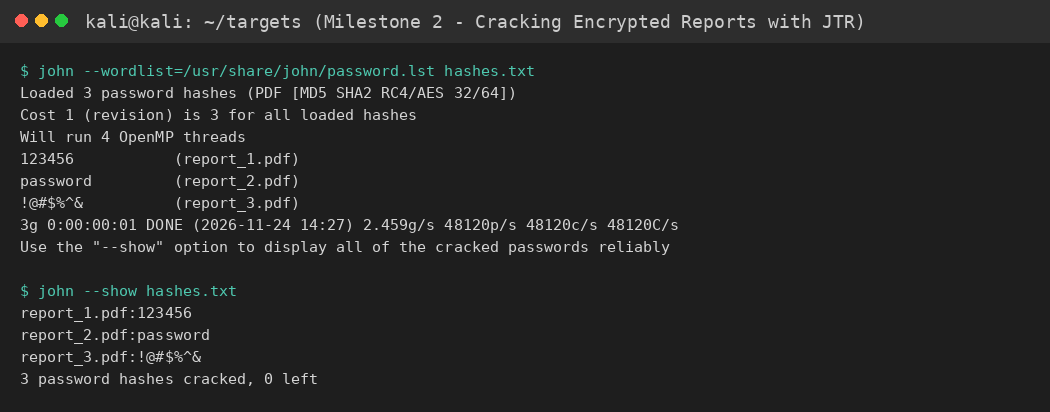 kali@kali: ~/targets (Milestone 2 - Cracking Encrypted Reports with JTR)
$ john --wordlist=/usr/share/john/password.lst hashes.txt
Loaded 3 password hashes (PDF [MD5 SHA2 RC4/AES 32/64])
Cost 1 (revision) is 3 for all loaded hashes
Will run 4 OpenMP threads
123456           (report_1.pdf)
password         (report_2.pdf)
!@#$%^&          (report_3.pdf)
3g 0:00:00:01 DONE (2026-11-24 14:27) 2.459g/s 48120p/s 48120c/s 48120C/s
Use the "--show" option to display all of the cracked passwords reliably
$ john --show hashes.txt
report_1.pdf:123456
report_2.pdf:password
report_3.pdf:!@#$%^&
3 password hashes cracked, 0 left